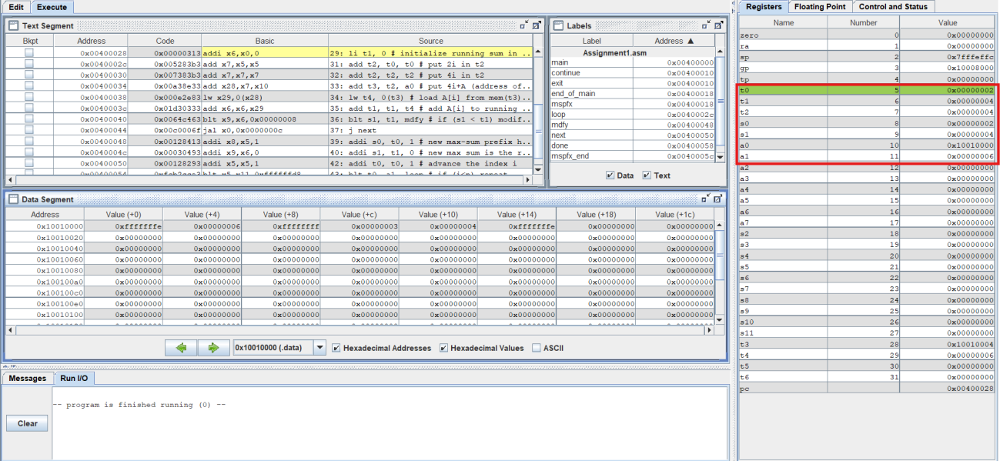 Edit Execute
Text Segment
Bkpt Address Code Basic Source
0x00400028 0x00000313 addi x6,x0,0 29: li t1, 0 # initialize running sum in ..
0x0040002c 0x005283b3 add x7,x5,x5 31: add t2, t0, t0 # put 2i in t2
0x00400030 0x007383b3 add x7,x7,x7 32: add t2, t2, t2 # put 4i in t2
0x00400034 0x00a38e33 add x28,x7,x10 33: add t3, t2, a0 # put 4i+A (address of..
0x00400038 0x000e2e83 lw x29,0(x28) 34: lw t4, 0(t3) # load A[i] from mem(t3)..
0x0040003c 0x01d30333 add x6,x6,x29 35: add t1, t1, t4 # add A[i] to running ..
0x00400040 0x0064c463 blt x9,x6,0x00000008 36: blt s1, t1, mdfy # if (s1 < t1) modif..
0x00400044 0x00c0006f jal x0,0x0000000c 37: j next
0x00400048 0x00128413 addi x8,x5,1 39: addi s0, t0, 1 # new max-sum prefix h..
0x0040004c 0x00030493 addi x9,x6,0 40: addi s1, t1, 0 # new max sum is the r..
0x00400050 0x00128293 addi x5,x5,1 42: addi t0, t0, 1 # advance the index i
Labels
Label Address ▲
Assignment1.asm
main 0x00400000
continue 0x00400010
exit 0x00400010
end_of_main 0x00400018
mspfx 0x00400018
loop 0x0040002c
mdfy 0x00400048
next 0x00400050
done 0x00400058
mspfx_end 0x0040005c
Data Text
Data Segment
Address Value (+0) Value (+4) Value (+8) Value (+c) Value (+10) Value (+14) Value (+18) Value (+1c)
0x10010000 0xfffffffe 0x00000006 0xffffffff 0x00000003 0x00000004 0xfffffffe 0x00000000 0x00000000
0x10010020 0x00000000 0x00000000 0x00000000 0x00000000 0x00000000 0x00000000 0x00000000 0x00000000
0x10010040 0x00000000 0x00000000 0x00000000 0x00000000 0x00000000 0x00000000 0x00000000 0x00000000
0x10010060 0x00000000 0x00000000 0x00000000 0x00000000 0x00000000 0x00000000 0x00000000 0x00000000
0x10010080 0x00000000 0x00000000 0x00000000 0x00000000 0x00000000 0x00000000 0x00000000 0x00000000
0x100100a0 0x00000000 0x00000000 0x00000000 0x00000000 0x00000000 0x00000000 0x00000000 0x00000000
0x100100c0 0x00000000 0x00000000 0x00000000 0x00000000 0x00000000 0x00000000 0x00000000 0x00000000
0x100100e0 0x00000000 0x00000000 0x00000000 0x00000000 0x00000000 0x00000000 0x00000000 0x00000000
0x10010100 0x00000000 0x00000000 0x00000000 0x00000000 0x00000000 0x00000000 0x00000000 0x00000000
0x10010000 (.data) Hexadecimal Addresses Hexadecimal Values ASCII
Messages Run I/O
-- program is finished running (0) --
Clear
Registers Floating Point Control and Status
Name Number Value
zero 0 0x00000000
ra 1 0x00000000
sp 2 0x7fffeffc
gp 3 0x10008000
tp 4 0x00000000
t0 5 0x00000002
t1 6 0x00000004
t2 7 0x00000004
s0 8 0x00000002
s1 9 0x00000004
a0 10 0x10010000
a1 11 0x00000006
a2 12 0x00000000
a3 13 0x00000000
a4 14 0x00000000
a5 15 0x00000000
a6 16 0x00000000
a7 17 0x00000000
s2 18 0x00000000
s3 19 0x00000000
s4 20 0x00000000
s5 21 0x00000000
s6 22 0x00000000
s7 23 0x00000000
s8 24 0x00000000
s9 25 0x00000000
s10 26 0x00000000
s11 27 0x00000000
t3 28 0x10010004
t4 29 0x00000006
t5 30 0x00000000
t6 31 0x00000000
pc 0x00400028